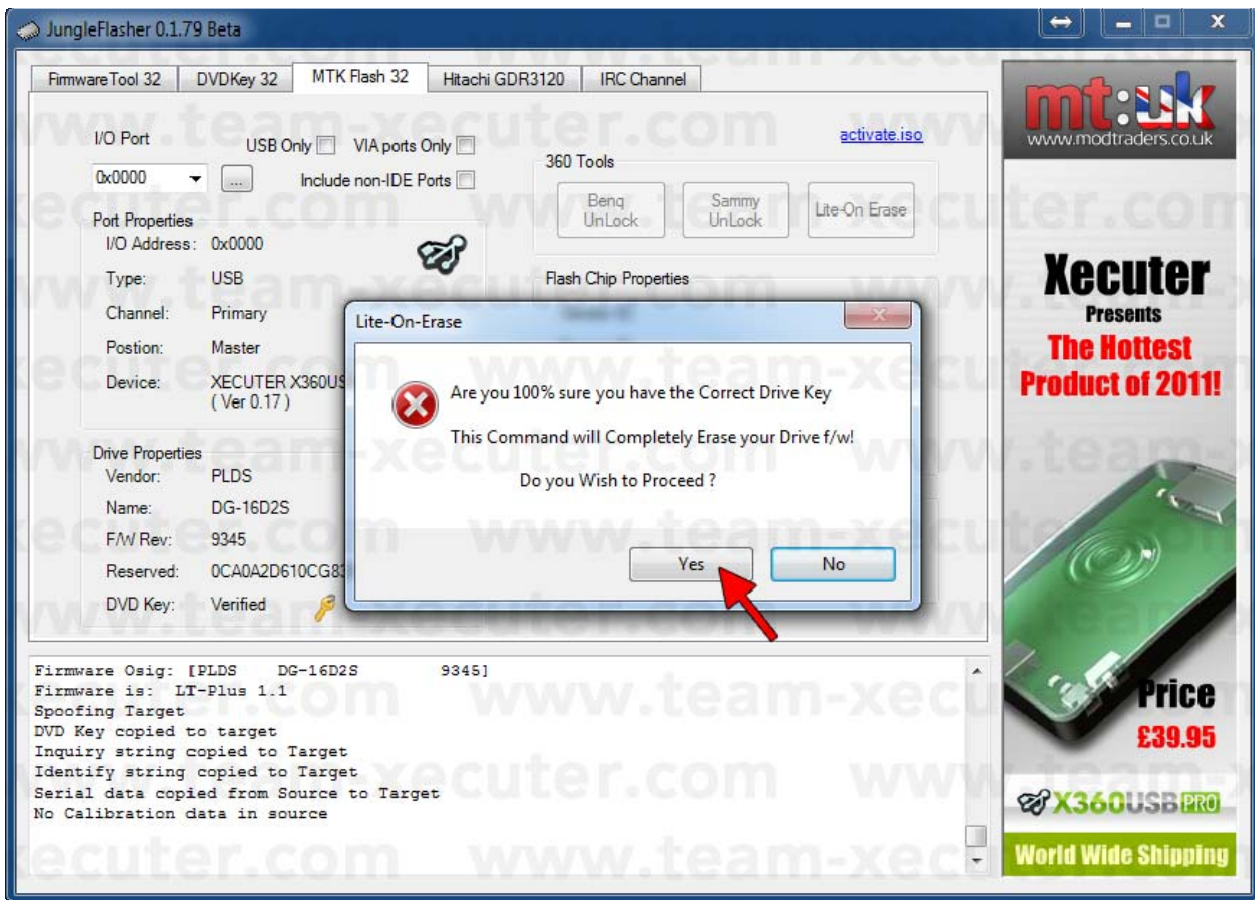 JungleFlasher 0.1.79 Beta
FirmwareTool 32
DVDKey 32
MTK Flash 32
Hitachi GDR3120
IRC Channel
I/O Port
USB Only
VIA ports Only
activate.iso
0x0000
...
Include non-IDE Ports
360 Tools
Benq
UnLock
Sammy
UnLock
Lite-On Erase
Port Properties
I/O Address: 0x0000
Type: USB
Channel: Primary
Postion: Master
Device: XECUTER X360US
( Ver 0.17 )
Flash Chip Properties
Drive Properties
Vendor: PLDS
Name: DG-16D2S
F/W Rev: 9345
Reserved: 0CA0A2D610CG83
DVD Key: Verified
Lite-On-Erase
Are you 100% sure you have the Correct Drive Key
This Command will Completely Erase your Drive f/w!
Do you Wish to Proceed ?
Yes
No
Firmware Osig: [PLDS DG-16D2S 9345]
Firmware is: LT-Plus 1.1
Spoofing Target
DVD Key copied to target
Inquiry string copied to Target
Identify string copied to Target
Serial data copied from Source to Target
No Calibration data in source
mt:uk
www.modtraders.co.uk
Xecuter
Presents
The Hottest
Product of 2011!
Price
£39.95
X360USB PRO
World Wide Shipping
www.team-xecuter.com